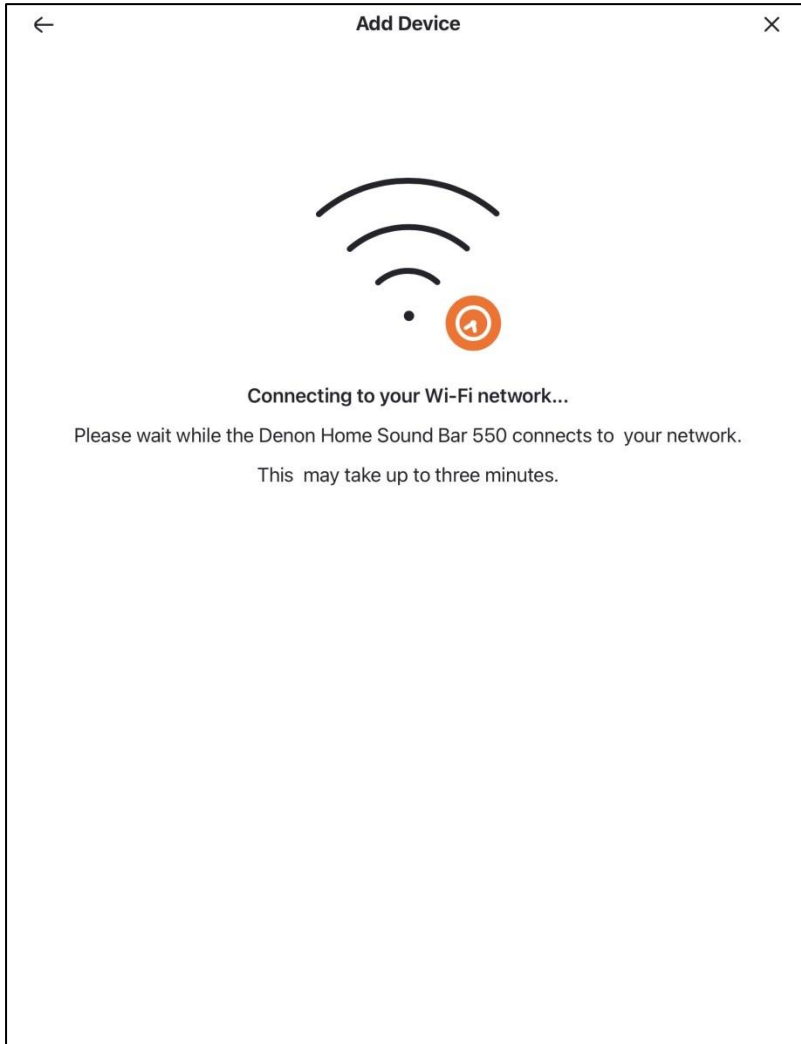 Add Device
Connecting to your Wi-Fi network...
Please wait while the Denon Home Sound Bar 550 connects to  your network.
This  may take up to three minutes.